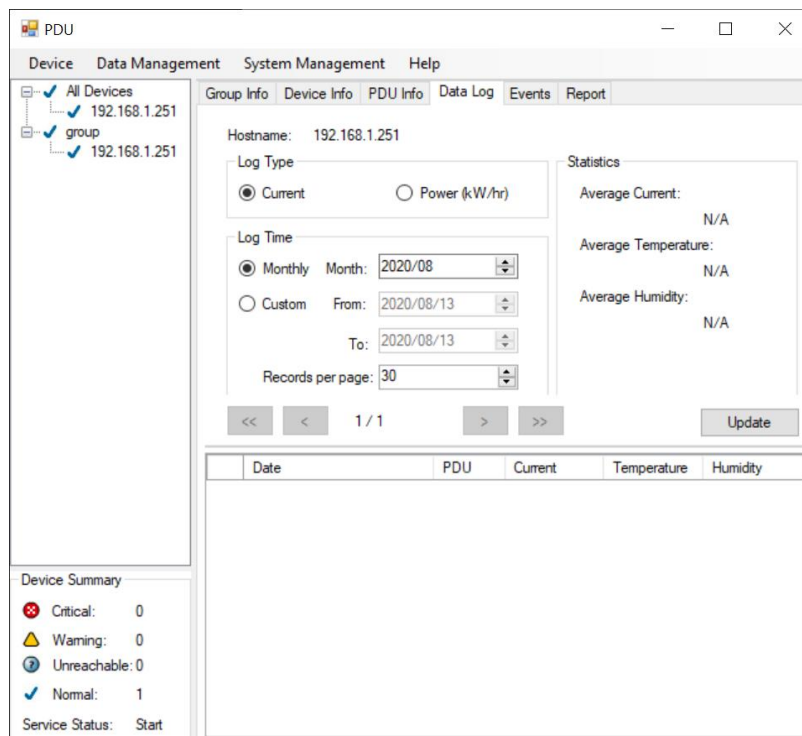 PDU
Device Data Management System Management Help
All Devices
192.168.1.251
group
192.168.1.251
Group Info Device Info PDU Info Data Log Events Report
Hostname: 192.168.1.251
Log Type
Current Power (kW/hr)
Log Time
Monthly Month: 2020/08
Custom From: 2020/08/13
To: 2020/08/13
Records per page: 30
Statistics
Average Current:
N/A
Average Temperature:
N/A
Average Humidity:
N/A
<< < 1 / 1 > >> Update
Date PDU Current Temperature Humidity
Device Summary
Critical: 0
Warning: 0
Unreachable: 0
Normal: 1
Service Status: Start